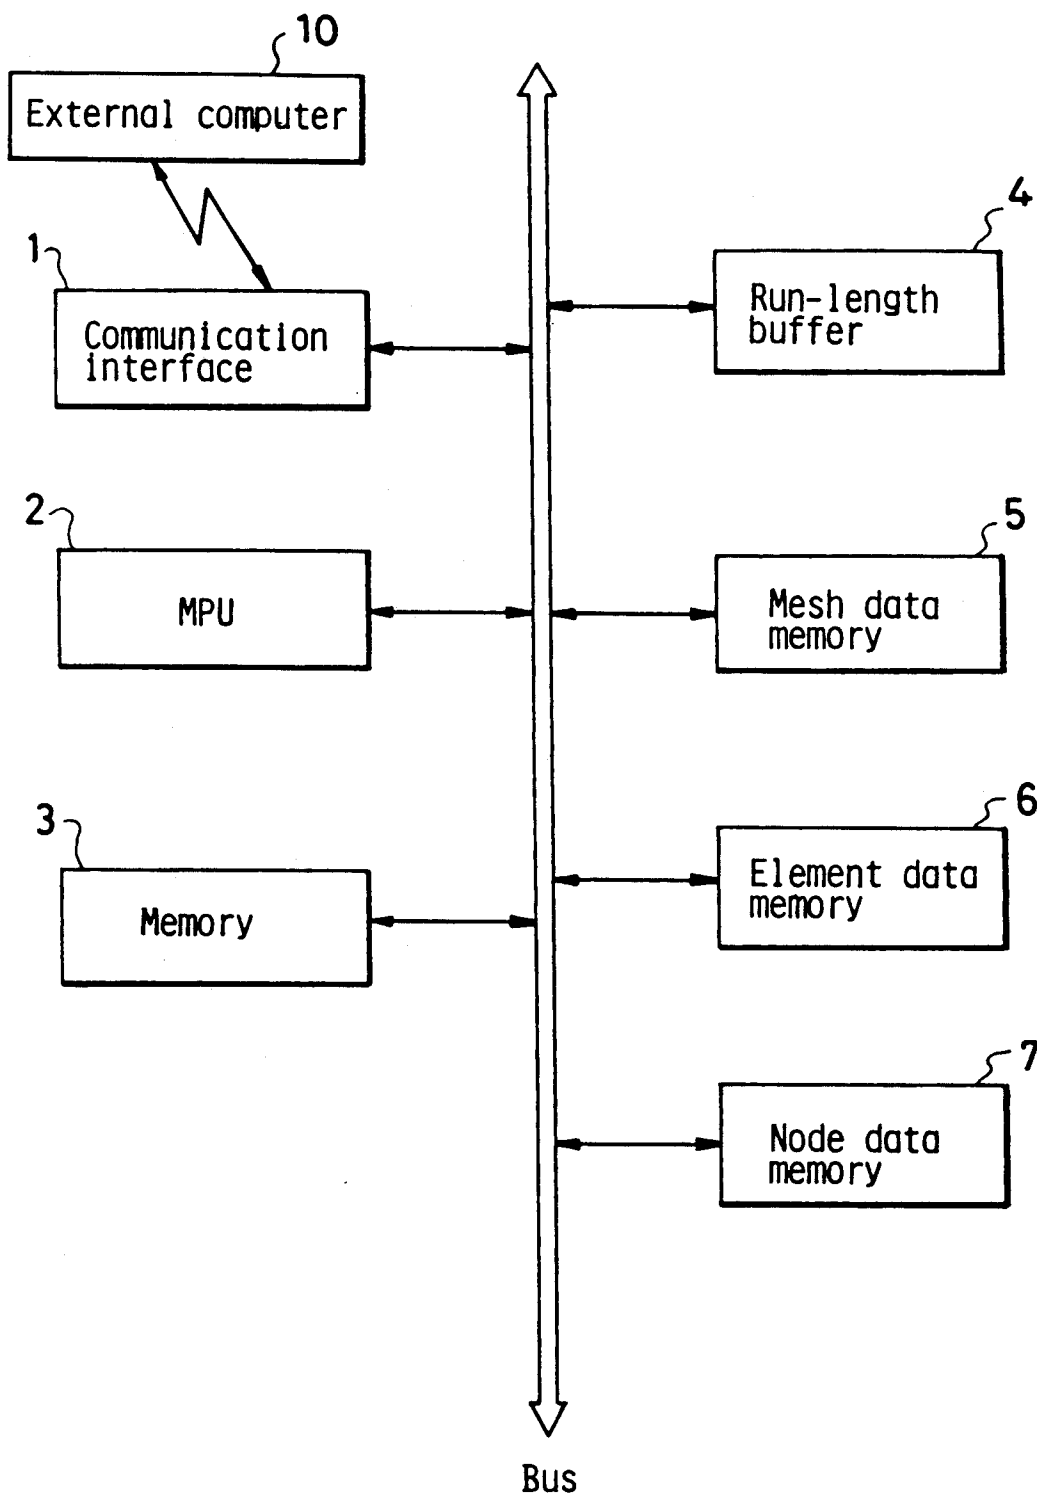 10
External computer
1
Communication
interface
2
MPU
3
Memory
4
Run-length
buffer
5
Mesh data
memory
6
Element data
memory
7
Node data
memory
Bus